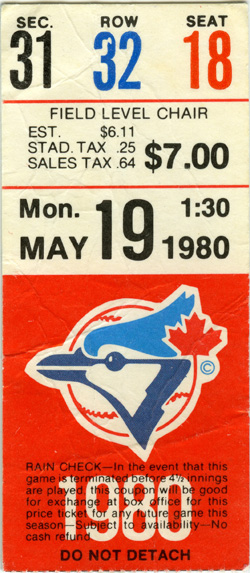 SEC. ROW SEAT
31 32 18
FIELD LEVEL CHAIR
EST. $6.11
STAD. TAX .25 $7.00
SALES TAX .64
Mon. 19 1:30
MAY 1980
©
RAIN CHECK—In the event that this
game is terminated before 4½ innings
are played, this coupon will be good
for exchange at box office for this
price ticket for any future game this
season—Subject to availability—No
cash refund.
1980
DO NOT DETACH